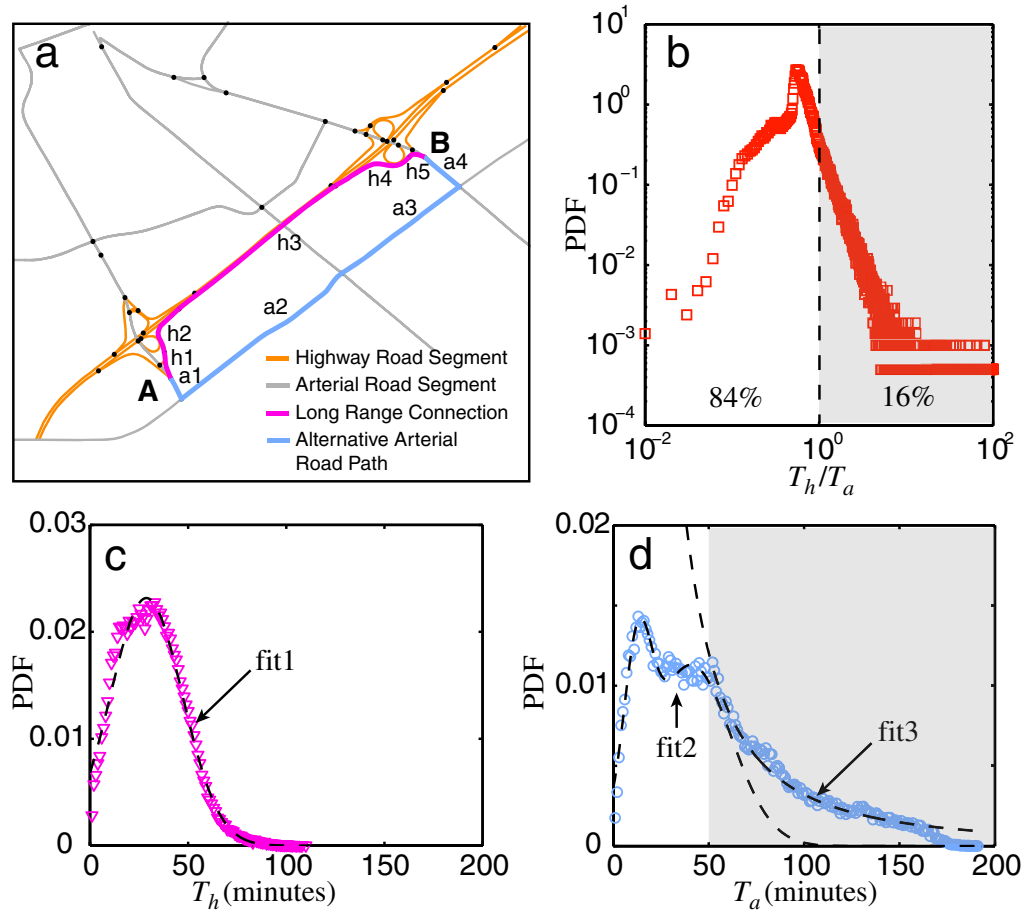 a
B
h5
a4
h4
a3
h3
a2
h2
h1
a1
A
Highway Road Segment
Arterial Road Segment
Long Range Connection
Alternative Arterial
Road Path
b
PDF
10^1
10^0
10^-1
10^-2
10^-3
10^-4
84%
16%
10^-2
10^0
10^2
T_h/T_a
c
PDF
0.03
0.02
0.01
0
fit1
0
50
100
150
200
T_h (minutes)
d
PDF
0.02
0.01
0
fit2
fit3
0
50
100
150
200
T_a (minutes)